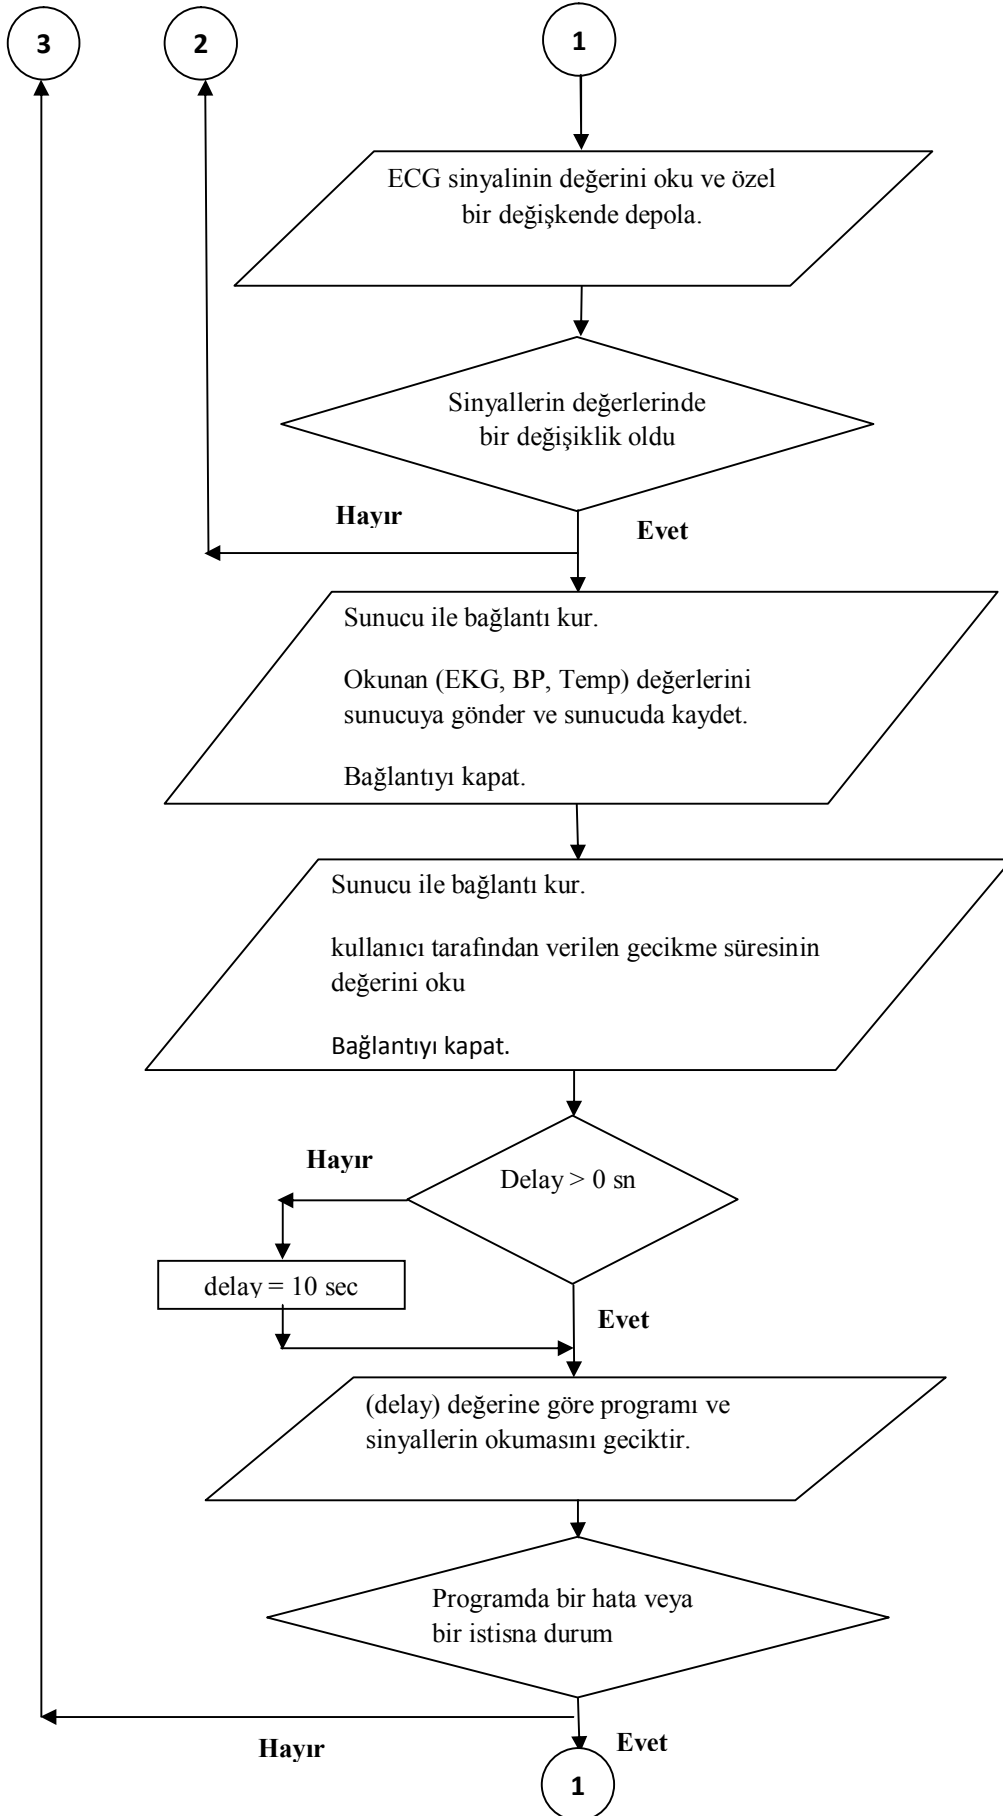 3
2
1
ECG sinyalinin değerini oku ve özel
bir değişkende depola.
Sinyallerin değerlerinde
bir değişiklik oldu
Hayır
Evet
Sunucu ile bağlantı kur.
Okunan (EKG, BP, Temp) değerlerini
sunucuya gönder ve sunucuda kaydet.
Bağlantıyı kapat.
Sunucu ile bağlantı kur.
kullanıcı tarafından verilen gecikme süresinin
değerini oku
Bağlantıyı kapat.
Hayır
Delay > 0 sn
delay = 10 sec
Evet
(delay) değerine göre programı ve
sinyallerin okumasını geciktir.
Programda bir hata veya
bir istisna durum
Hayır
Evet
1